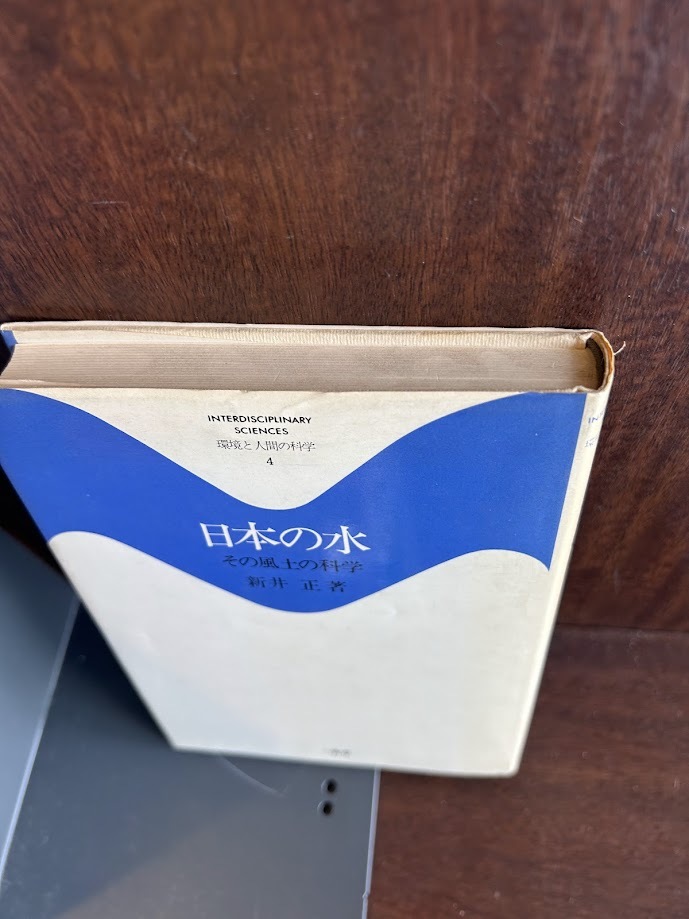 INTERDISCIPLINARY
SCIENCES
環境と人間の科学
4
日本の水
その風土の科学
新井 正 著